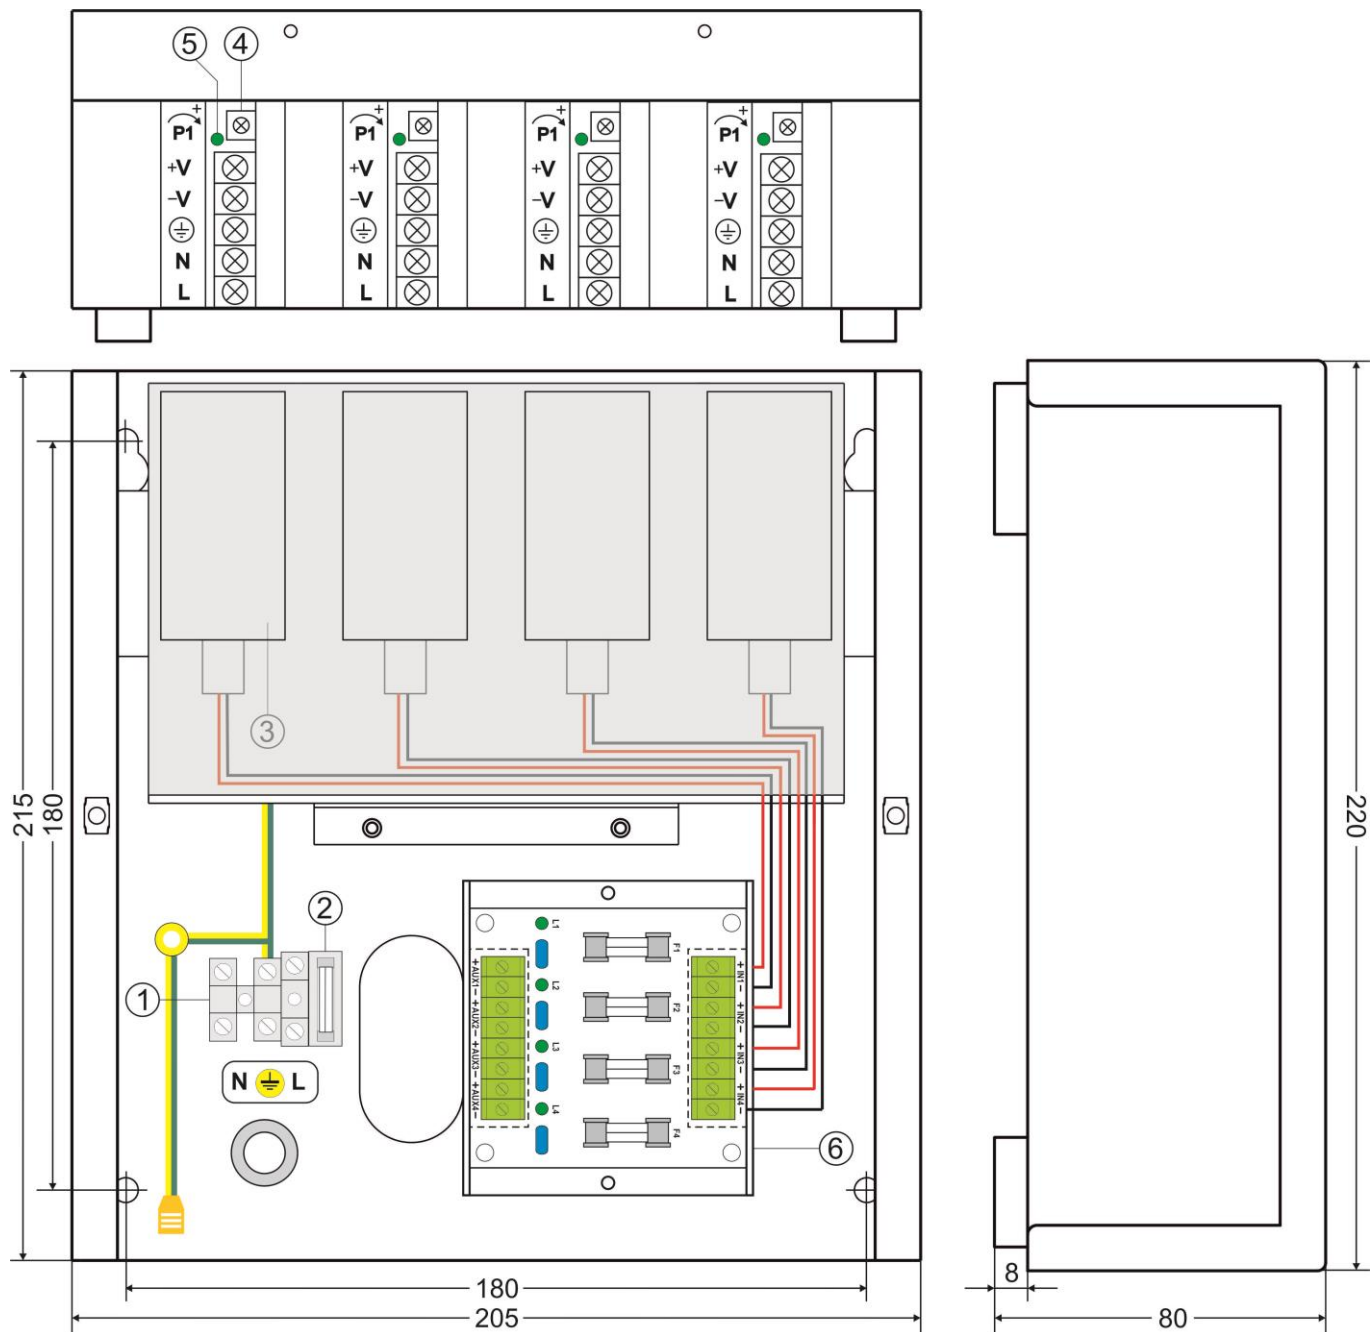 ⑤ ④
+ + + +
P1 P1 P1 P1
+V +V +V +V
−V −V −V −V
N N N N
L L L L
③
215
180
220
②
①
N L
L1
L2
L3
L4
+ AUX1 -
+ AUX2 -
+ AUX3 -
+ AUX4 -
F1
F2
F3
F4
+ IN1 -
+ IN2 -
+ IN3 -
+ IN4 -
⑥
180
205
8
80